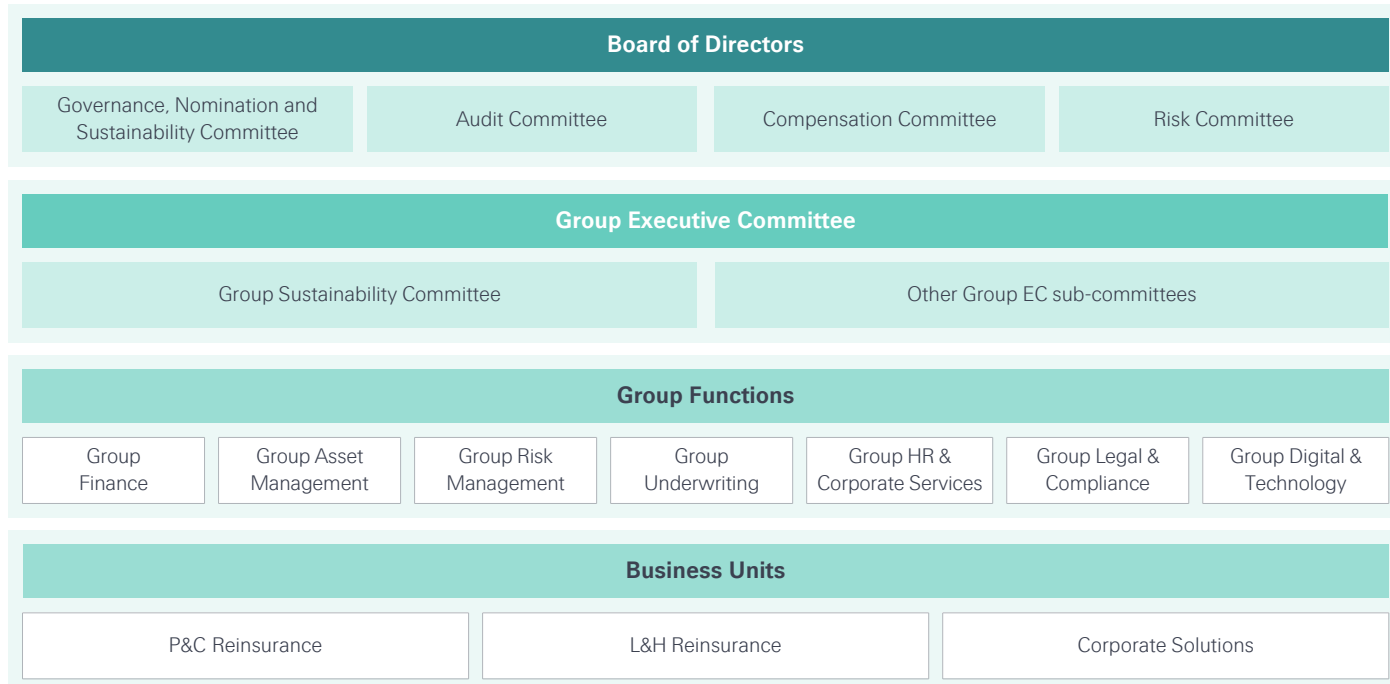 Board of Directors
Governance, Nomination and
Sustainability Committee
Audit Committee
Compensation Committee
Risk Committee
Group Executive Committee
Group Sustainability Committee
Other Group EC sub-committees
Group Functions
Group
Finance
Group Asset
Management
Group Risk
Management
Group
Underwriting
Group HR &
Corporate Services
Group Legal &
Compliance
Group Digital &
Technology
Business Units
P&C Reinsurance
L&H Reinsurance
Corporate Solutions